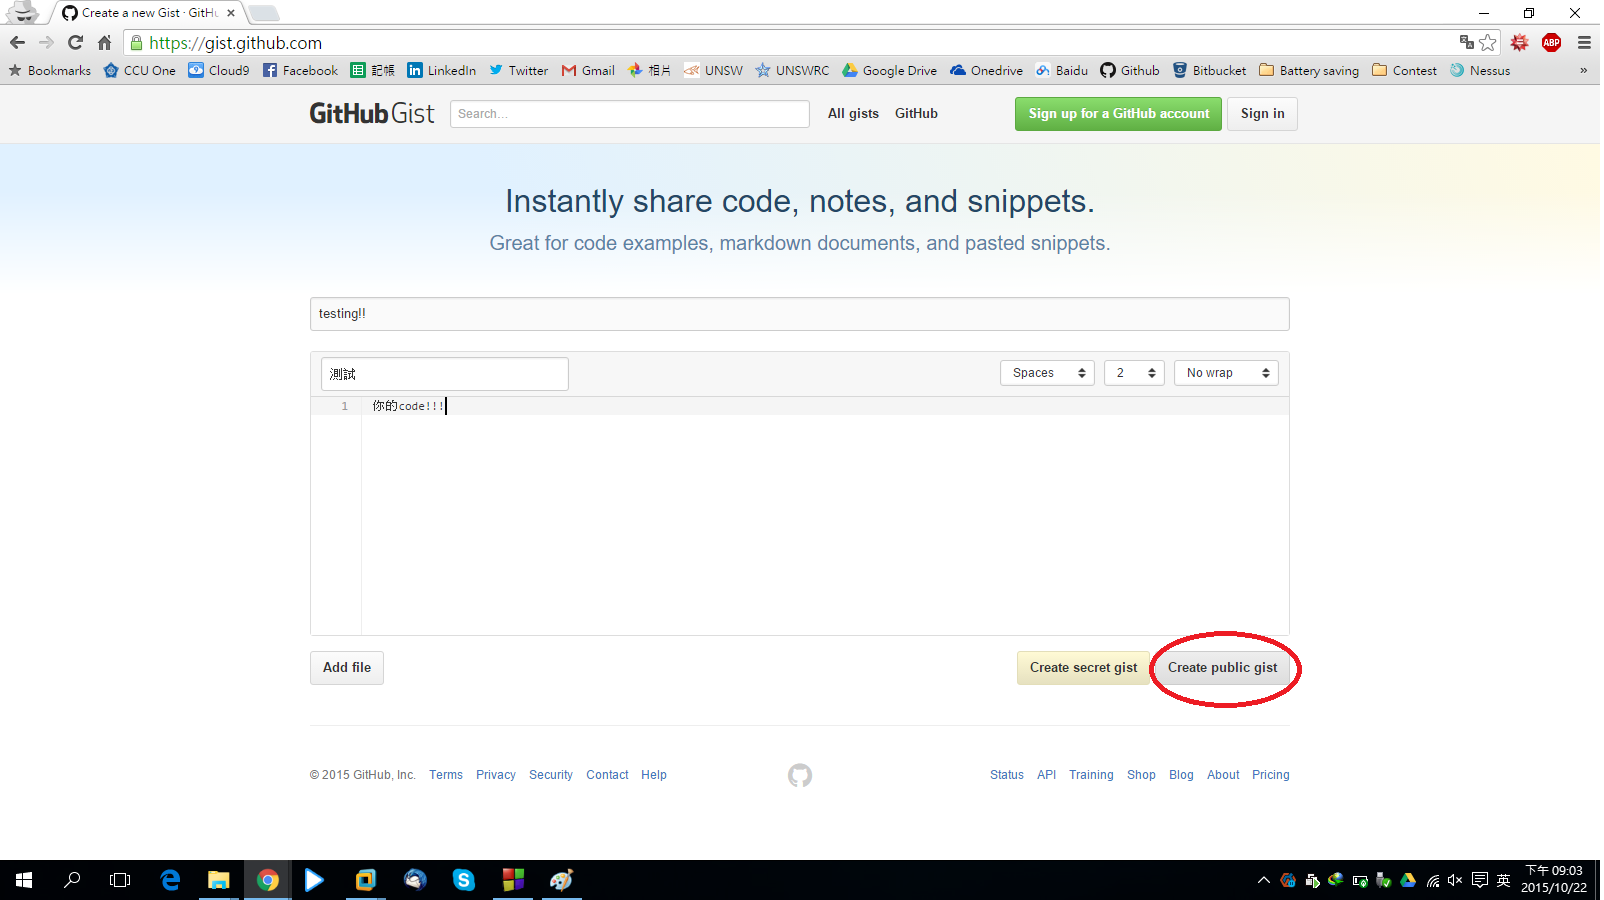 Create a new Gist · GitHu
https://gist.github.com
Bookmarks CCU One Cloud9 Facebook 記帳 LinkedIn Twitter Gmail 相片 UNSW UNSWRC Google Drive Onedrive Baidu Github Bitbucket Battery saving Contest Nessus »
ABP
GitHub Gist Search... All gists GitHub Sign up for a GitHub account Sign in
Instantly share code, notes, and snippets.
Great for code examples, markdown documents, and pasted snippets.
testing!!
測試 Spaces 2 No wrap
1 你的code!!!
Add file Create secret gist Create public gist
© 2015 GitHub, Inc. Terms Privacy Security Contact Help Status API Training Shop Blog About Pricing
英 下午 09:03
2015/10/22